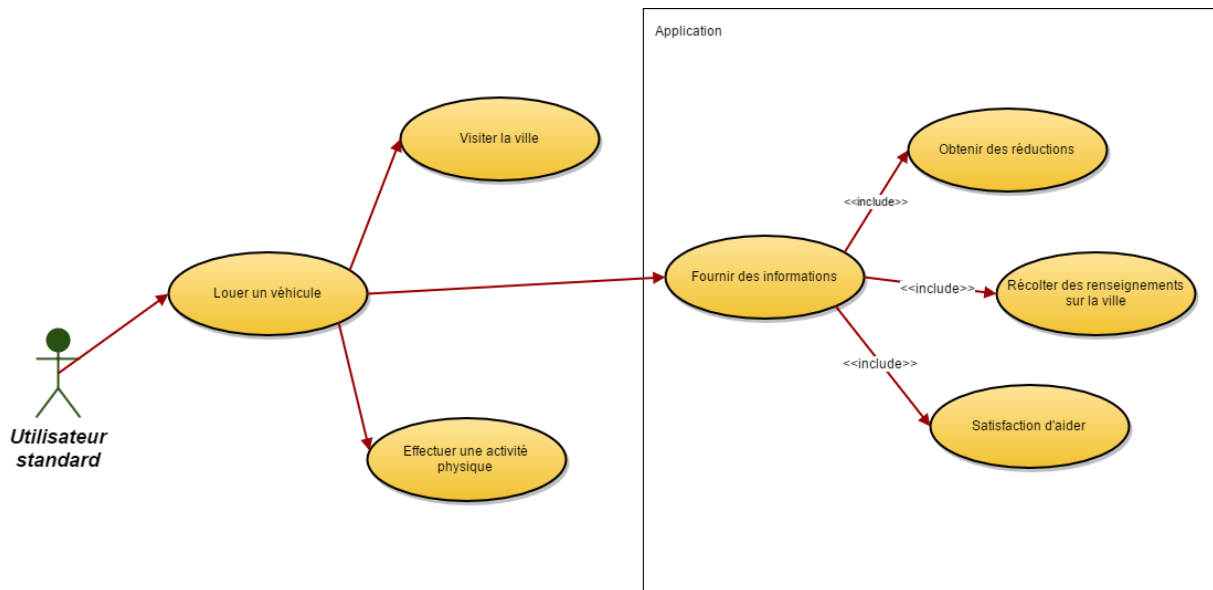 Application
Visiter la ville
Obtenir des réductions
<<include>>
Louer un véhicule
Fournir des informations
<<include>>
Récolter des renseignements
sur la ville
<<include>>
Utilisateur
standard
Effectuer une activité
physique
Satisfaction d'aider